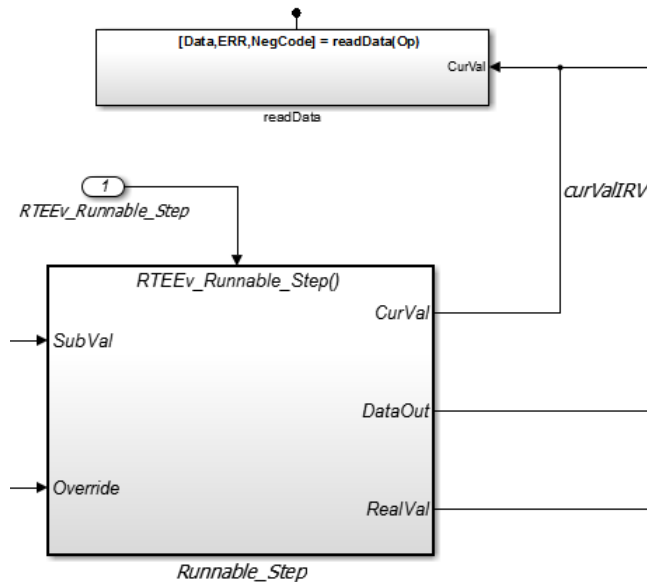 [Data,ERR,NegCode] = readData(Op)
CurVal
readData
1
RTEEv_Runnable_Step
curValIRV
RTEEv_Runnable_Step()
CurVal
SubVal
DataOut
Override
RealVal
Runnable_Step